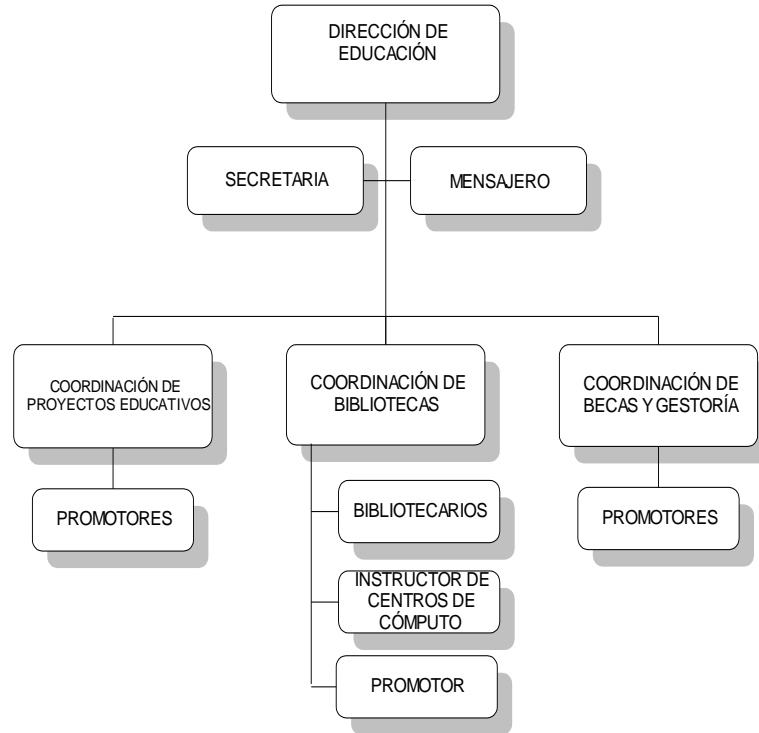 DIRECCIÓN DE
EDUCACIÓN
SECRETARIA
MENSAJERO
COORDINACIÓN DE
PROYECTOS EDUCATIVOS
COORDINACIÓN DE
BIBLIOTECAS
COORDINACIÓN DE
BECAS Y GESTORÍA
PROMOTORES
BIBLIOTECARIOS
INSTRUCTOR DE
CENTROS DE
CÓMPUTO
PROMOTOR
PROMOTORES